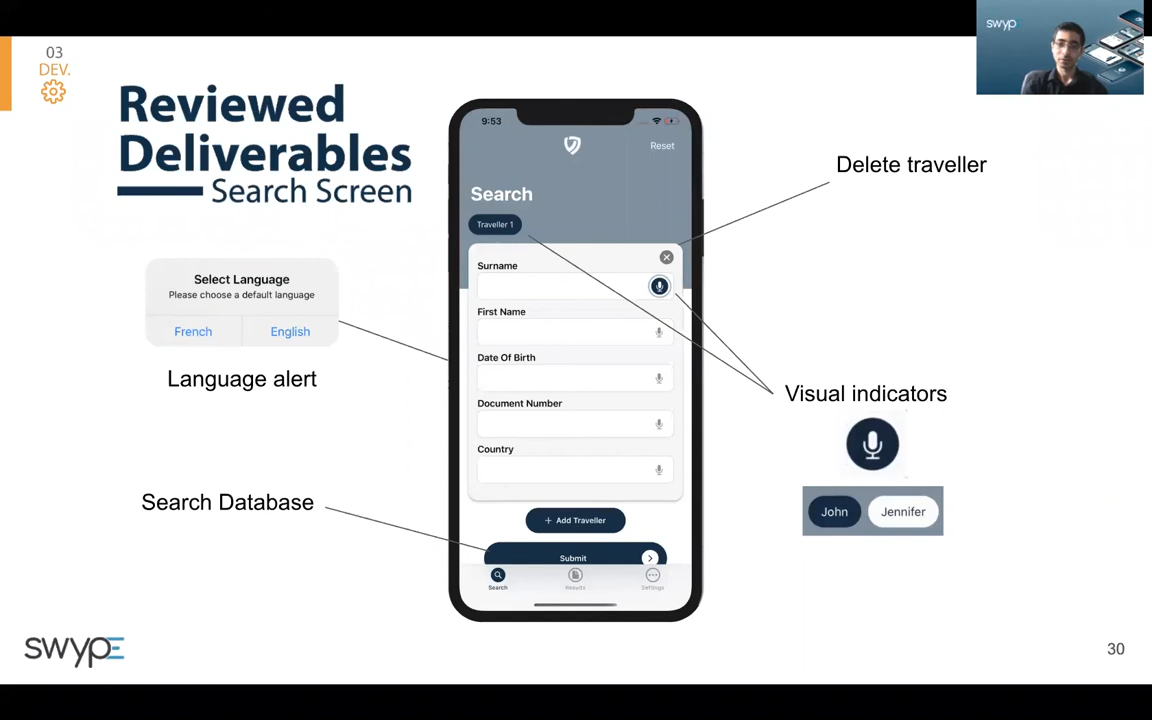 03
DEV.
Reviewed
Deliverables
Search Screen
swyp
9:53
Reset
Search
Traveller 1
Surname
First Name
Date Of Birth
Document Number
Country
+ Add Traveller
Submit
Search
Results
Settings
Delete traveller
Select Language
Please choose a default language
French
English
Language alert
Search Database
Visual indicators
John
Jennifer
swypE
30